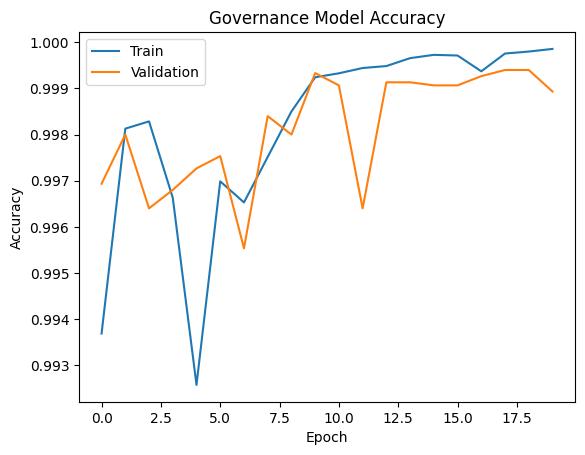 Governance Model Accuracy
Train
Validation
1.000
0.999
0.998
0.997
0.996
0.995
0.994
0.993
Accuracy
0.0 2.5 5.0 7.5 10.0 12.5 15.0 17.5
Epoch